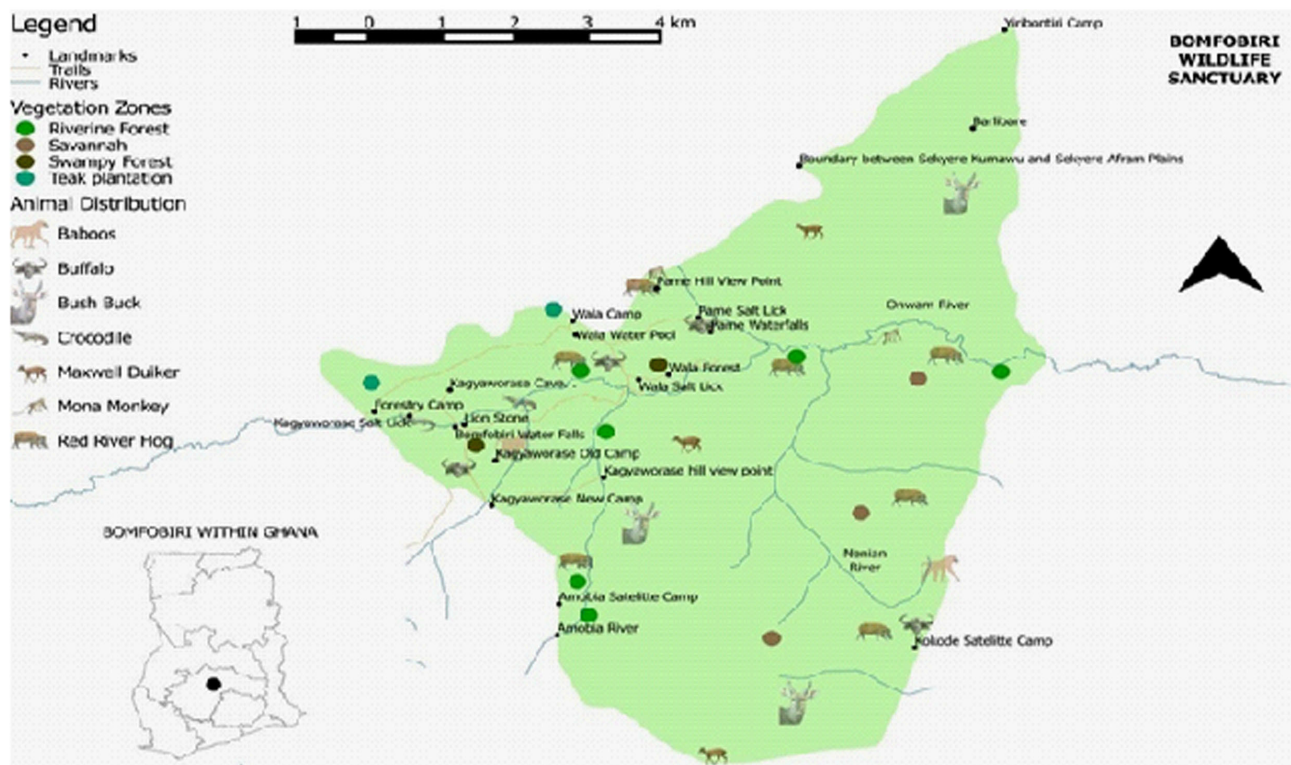 Legend
Landmarks
Trails
Rivers
Vegetation Zones
Riverine Forest
Savannah
Swampy Forest
Teak plantation
Animal Distribution
Baboos
Buffalo
Bush Buck
Crocodile
Maxwell Duiker
Mona Monkey
Red River Hog
1 0 1 2 3 4 km
BOMFOBIRI
WILDLIFE
SANCTUARY
Yiribontiri Camp
Barlibare
Boundary between Sekyere Kumawu and Sekyere Afram Plains
Pame Hill View Point
Onwam River
Wala Camp
Pame Salt Lick
Pame Waterfalls
Wala Water Pool
Wala Forest
Kagyaworase Cave
Wala Salt Lick
Forestry Camp
Kagyaworase Salt Lick
Lion Stone
Bomfobiri Water Falls
Kagyaworase Old Camp
Kagyaworase hill view point
Kagyaworase New Camp
BOMFOBIRI WITHIN GHANA
Nonian
River
Amobia Satelitte Camp
Amobia River
Kokode Satelitte Camp